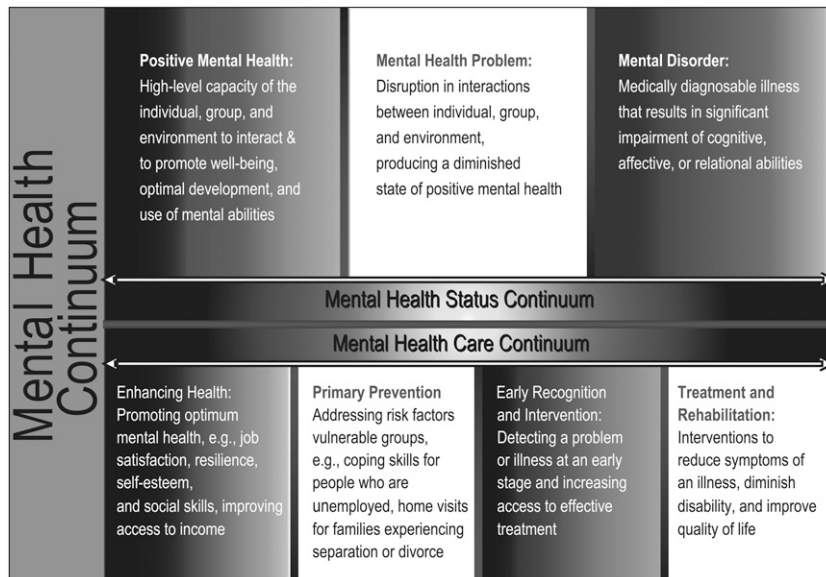 Mental Health
Continuum
Positive Mental Health:
High-level capacity of the
individual, group, and
environment to interact &
to promote well-being,
optimal development, and
use of mental abilities
Mental Health Problem:
Disruption in interactions
between individual, group,
and environment,
producing a diminished
state of positive mental health
Mental Disorder:
Medically diagnosable illness
that results in significant
impairment of cognitive,
affective, or relational abilities
Mental Health Status Continuum
Mental Health Care Continuum
Enhancing Health:
Promoting optimum
mental health, e.g., job
satisfaction, resilience,
self-esteem,
and social skills, improving
access to income
Primary Prevention
Addressing risk factors
vulnerable groups,
e.g., coping skills for
people who are
unemployed, home visits
for families experiencing
separation or divorce
Early Recognition
and Intervention:
Detecting a problem
or illness at an early
stage and increasing
access to effective
treatment
Treatment and
Rehabilitation:
Interventions to
reduce symptoms of
an illness, diminish
disability, and improve
quality of life